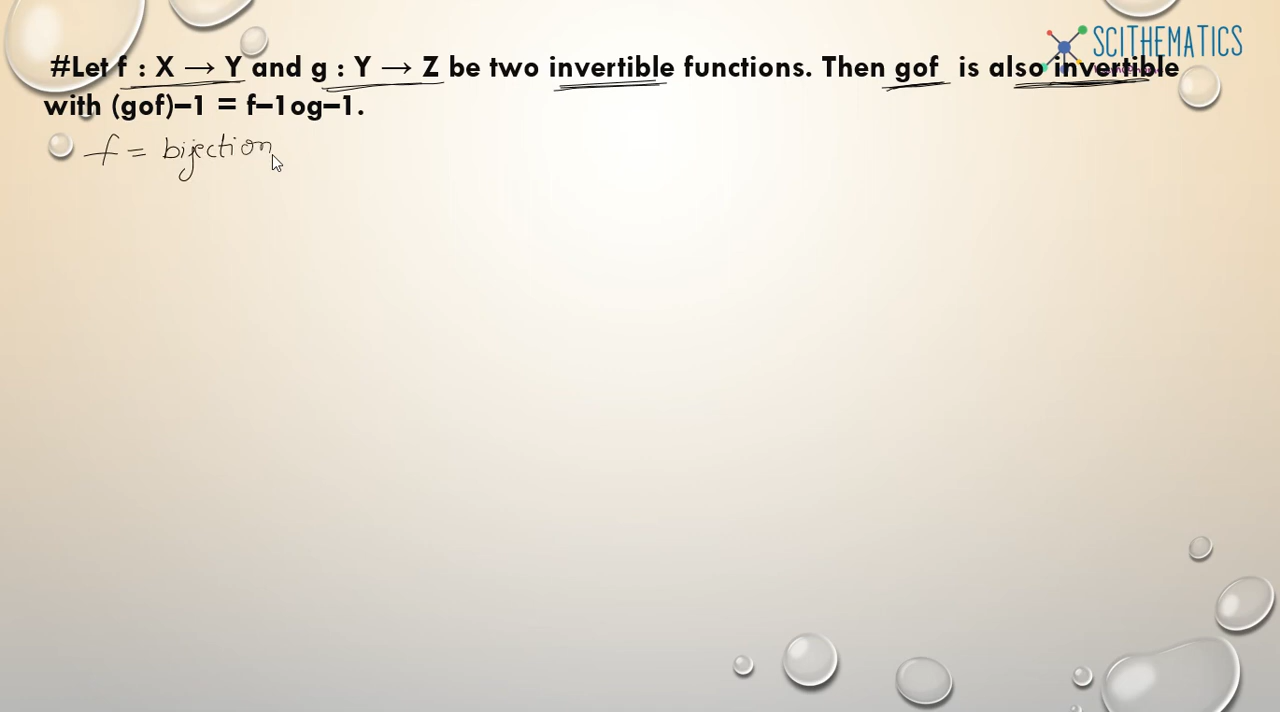 SCITHEMATICS
#Let f : X → Y and g : Y → Z be two invertible functions. Then gof is also invertible
with (gof)–1 = f–1og–1.
f = bijection